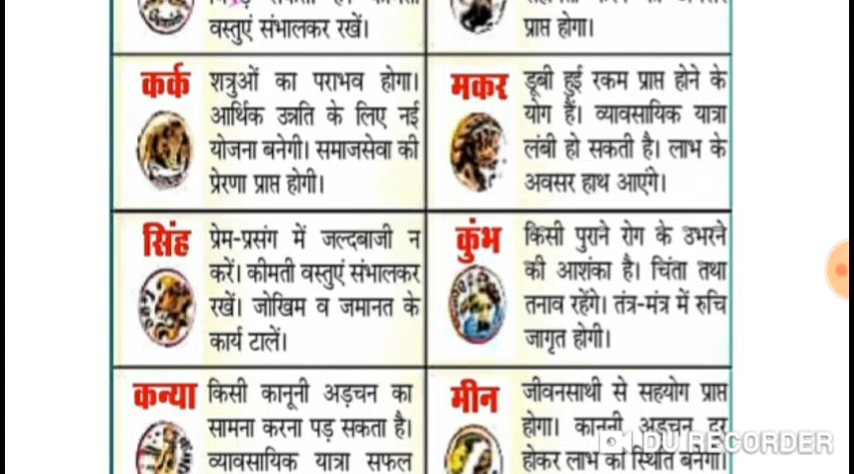 वस्तुएं संभालकर रखें।
प्राप्त होगा।
कर्क
शत्रुओं का पराभव होगा।
आर्थिक उन्नति के लिए नई
योजना बनेगी। समाजसेवा की
प्रेरणा प्राप्त होगी।
मकर
डूबी हुई रकम प्राप्त होने के
योग हैं। व्यावसायिक यात्रा
लंबी हो सकती है। लाभ के
अवसर हाथ आएंगे।
सिंह
प्रेम-प्रसंग में जल्दबाजी न
करें। कीमती वस्तुएं संभालकर
रखें। जोखिम व जमानत के
कार्य टालें।
कुंभ
किसी पुराने रोग के उभरने
की आशंका है। चिंता तथा
तनाव रहेंगे। तंत्र-मंत्र में रुचि
जागृत होगी।
कन्या
किसी कानूनी अड़चन का
सामना करना पड़ सकता है।
व्यावसायिक यात्रा सफल
मीन
जीवनसाथी से सहयोग प्राप्त
होगा। कानूनी अड़चन दूर
होकर लाभ की स्थिति बनेगी।
DU RECORDER